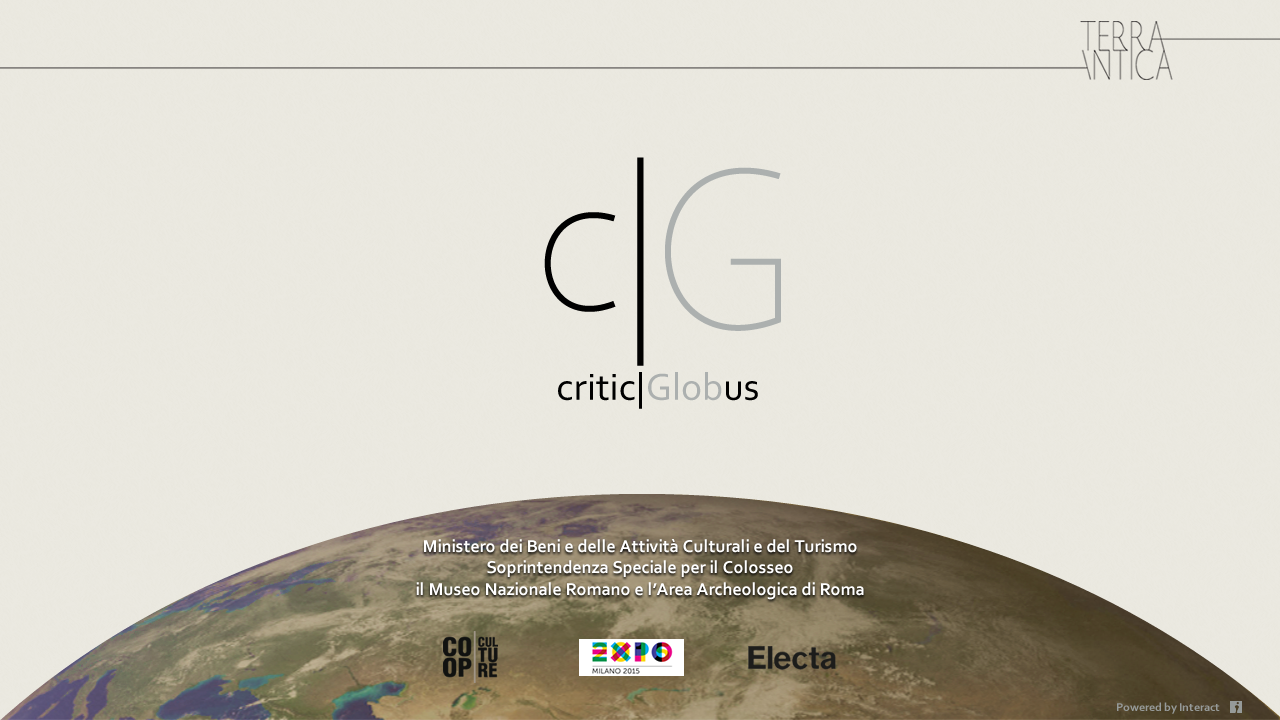 TERRA
ANTICA
c|G
critic|Globus
Ministero dei Beni e delle Attività Culturali e del Turismo
Soprintendenza Speciale per il Colosseo
il Museo Nazionale Romano e l'Area Archeologica di Roma
CO
OP
CUL
TU
RE
EXPO
MILANO 2015
Electa
Powered by Interact